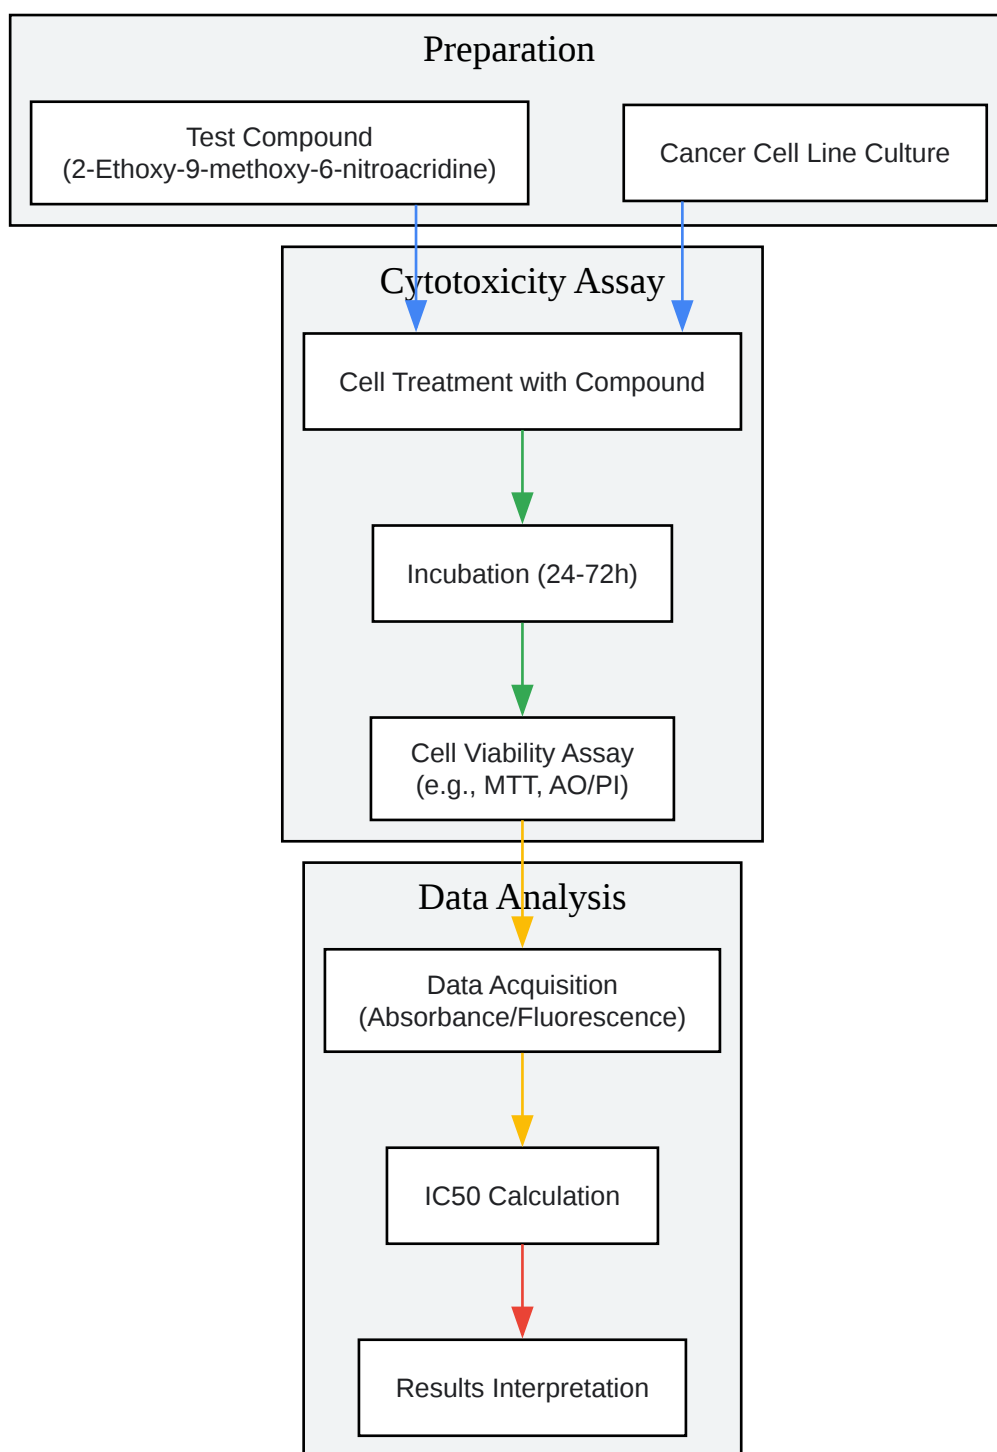 Preparation
Test Compound
(2-Ethoxy-9-methoxy-6-nitroacridine)
Cancer Cell Line Culture
Cytotoxicity Assay
Cell Treatment with Compound
Incubation (24-72h)
Cell Viability Assay
(e.g., MTT, AO/PI)
Data Analysis
Data Acquisition
(Absorbance/Fluorescence)
IC50 Calculation
Results Interpretation